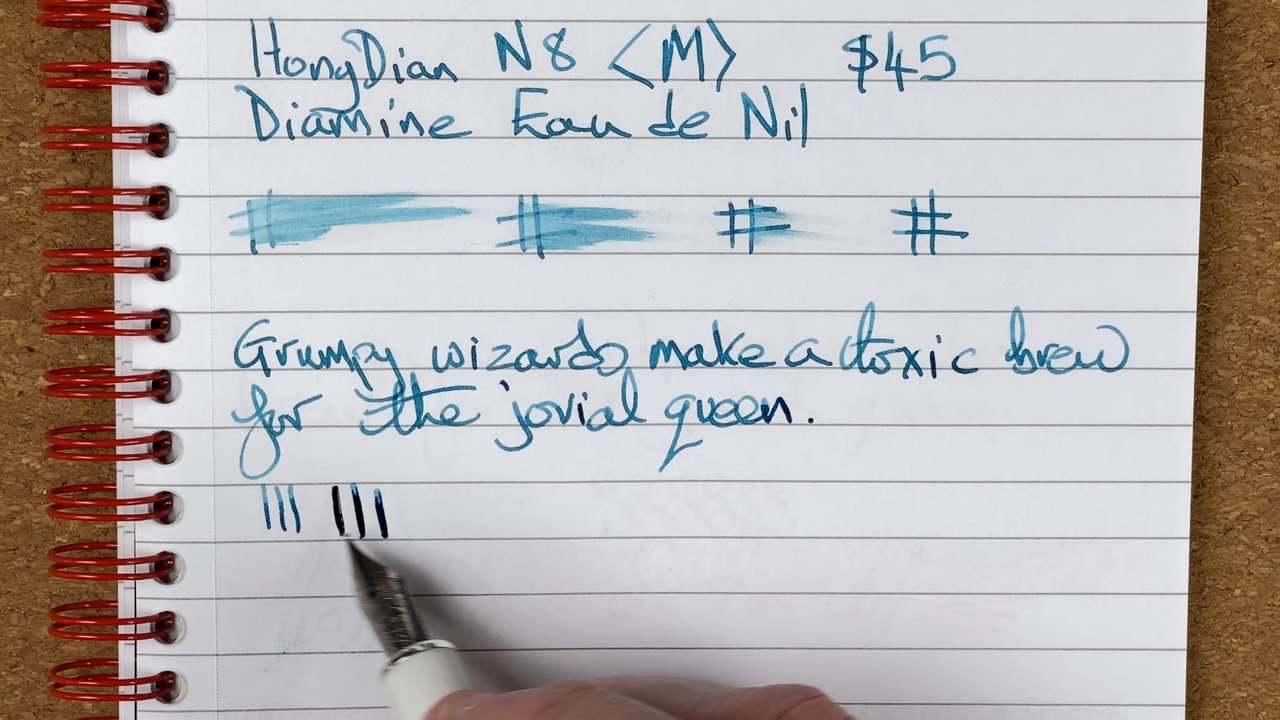 HongDian N8 <M> $45
Diamine Eau de Nil
# # # #
Grumpy wizards make a toxic brew
for the jovial queen.